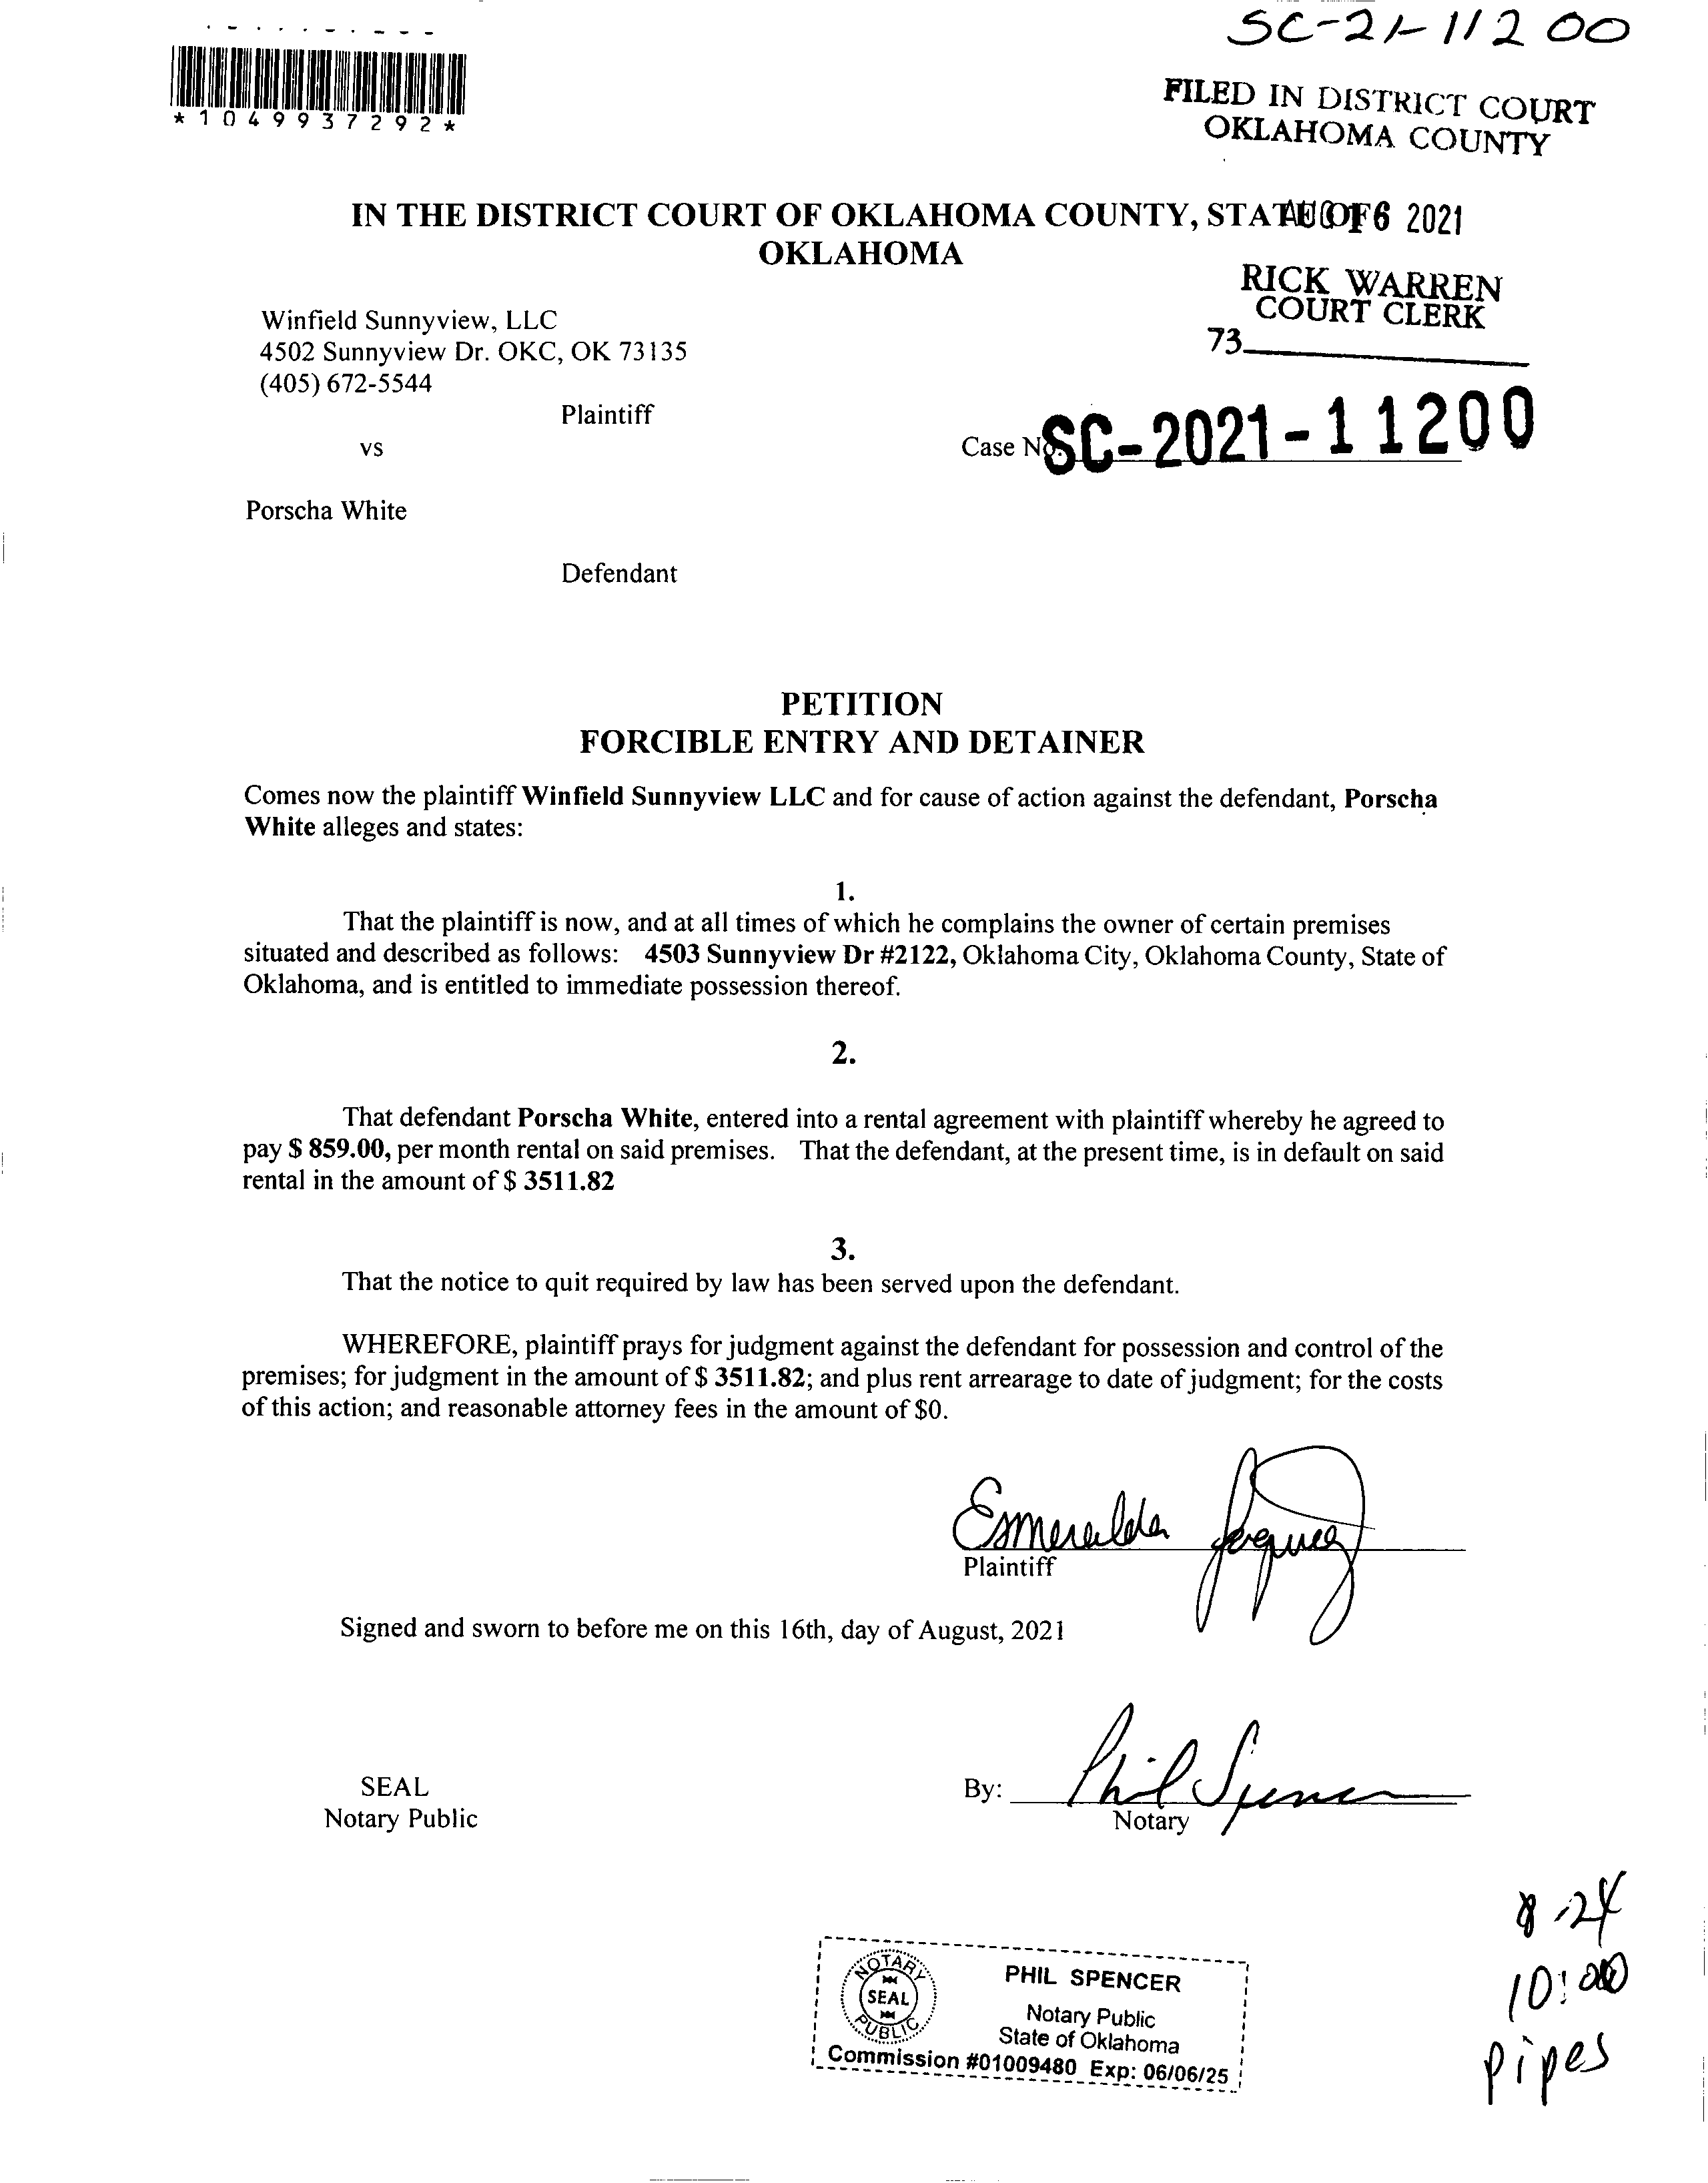 SC-21-11200
*1049937292*
FILED IN DISTRICT COURT
OKLAHOMA COUNTY
IN THE DISTRICT COURT OF OKLAHOMA COUNTY, STATE OF
2021
OKLAHOMA
RICK WARREN
COURT CLERK
73
Winfield Sunnyview, LLC
4502 Sunnyview Dr. OKC, OK 73135
(405) 672-5544
Plaintiff
vs
Case No. SC-2021-11200
Porscha White
Defendant
PETITION
FORCIBLE ENTRY AND DETAINER
Comes now the plaintiff Winfield Sunnyview LLC and for cause of action against the defendant, Porscha
White alleges and states:
1.
That the plaintiff is now, and at all times of which he complains the owner of certain premises
situated and described as follows: 4503 Sunnyview Dr #2122, Oklahoma City, Oklahoma County, State of
Oklahoma, and is entitled to immediate possession thereof.
2.
That defendant Porscha White, entered into a rental agreement with plaintiff whereby he agreed to
pay $ 859.00, per month rental on said premises. That the defendant, at the present time, is in default on said
rental in the amount of $ 3511.82
3.
That the notice to quit required by law has been served upon the defendant.
WHEREFORE, plaintiff prays for judgment against the defendant for possession and control of the
premises; for judgment in the amount of $ 3511.82; and plus rent arrearage to date of judgment; for the costs
of this action; and reasonable attorney fees in the amount of $0.
Esmeralda
Plaintiff
Signed and sworn to before me on this 16th, day of August, 2021
SEAL
Notary Public
By: Phil Spencer
Notary
8-24
10:00
pipes
NOTARY
SEAL
PUBLIC
PHIL SPENCER
Notary Public
State of Oklahoma
Commission #01009480 Exp: 06/06/25